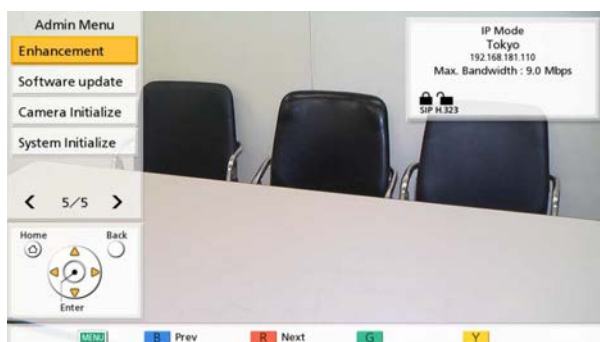 Admin Menu
Enhancement
Software update
Camera Initialize
System Initialize
5/5
Home
Back
Enter
IP Mode
Tokyo
192.168.181.110
Max. Bandwidth : 9.0 Mbps
SIP H.323
MENU B Prev R Next G Y